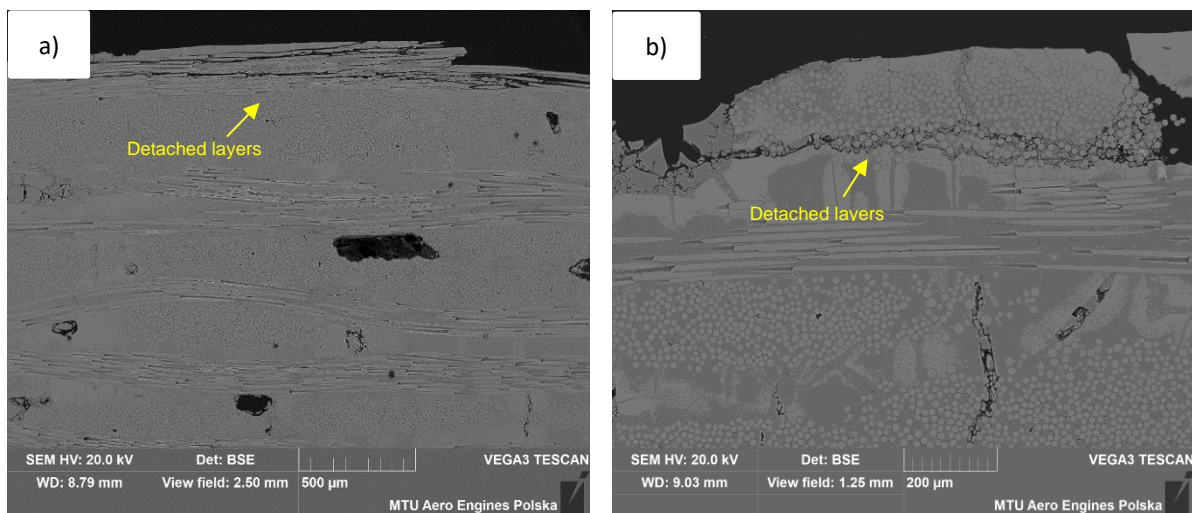 a)
Detached layers
SEM HV: 20.0 kV Det: BSE VEGA3 TESCAN
WD: 8.79 mm View field: 2.50 mm 500 µm
MTU Aero Engines Polska
b)
Detached layers
SEM HV: 20.0 kV Det: BSE VEGA3 TESCAN
WD: 9.03 mm View field: 1.25 mm 200 µm
MTU Aero Engines Polska